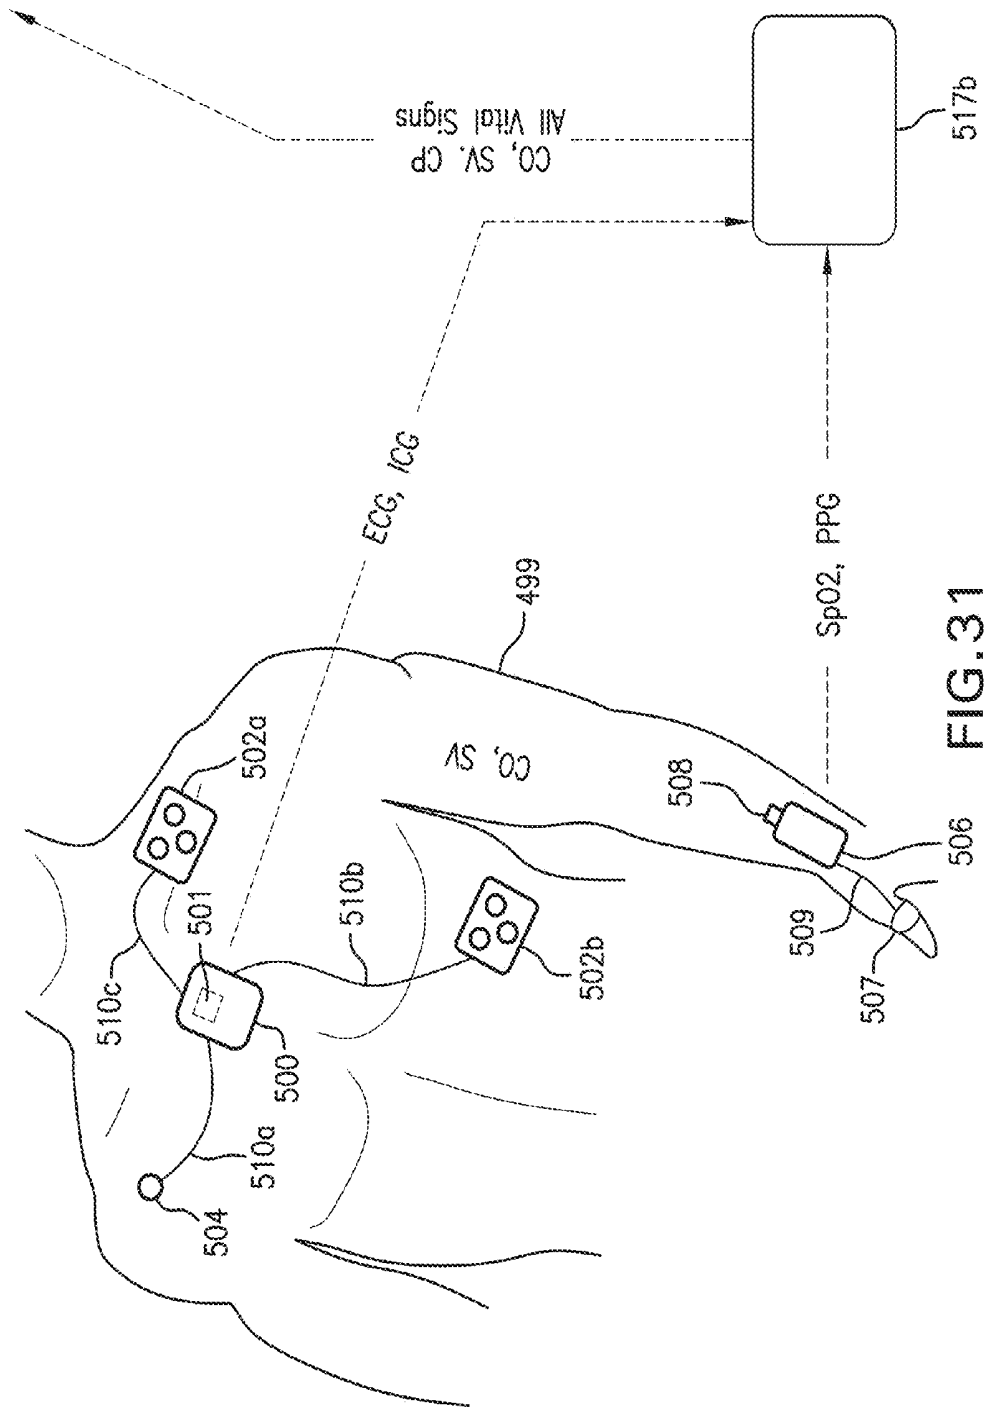 CO, SV. CP
All Vital Signs
517b
ECG, ICG
SpO2, PPG
499
CO, SV
502a
501
510c
510b
502b
500
510a
504
508
506
509
507
FIG.31